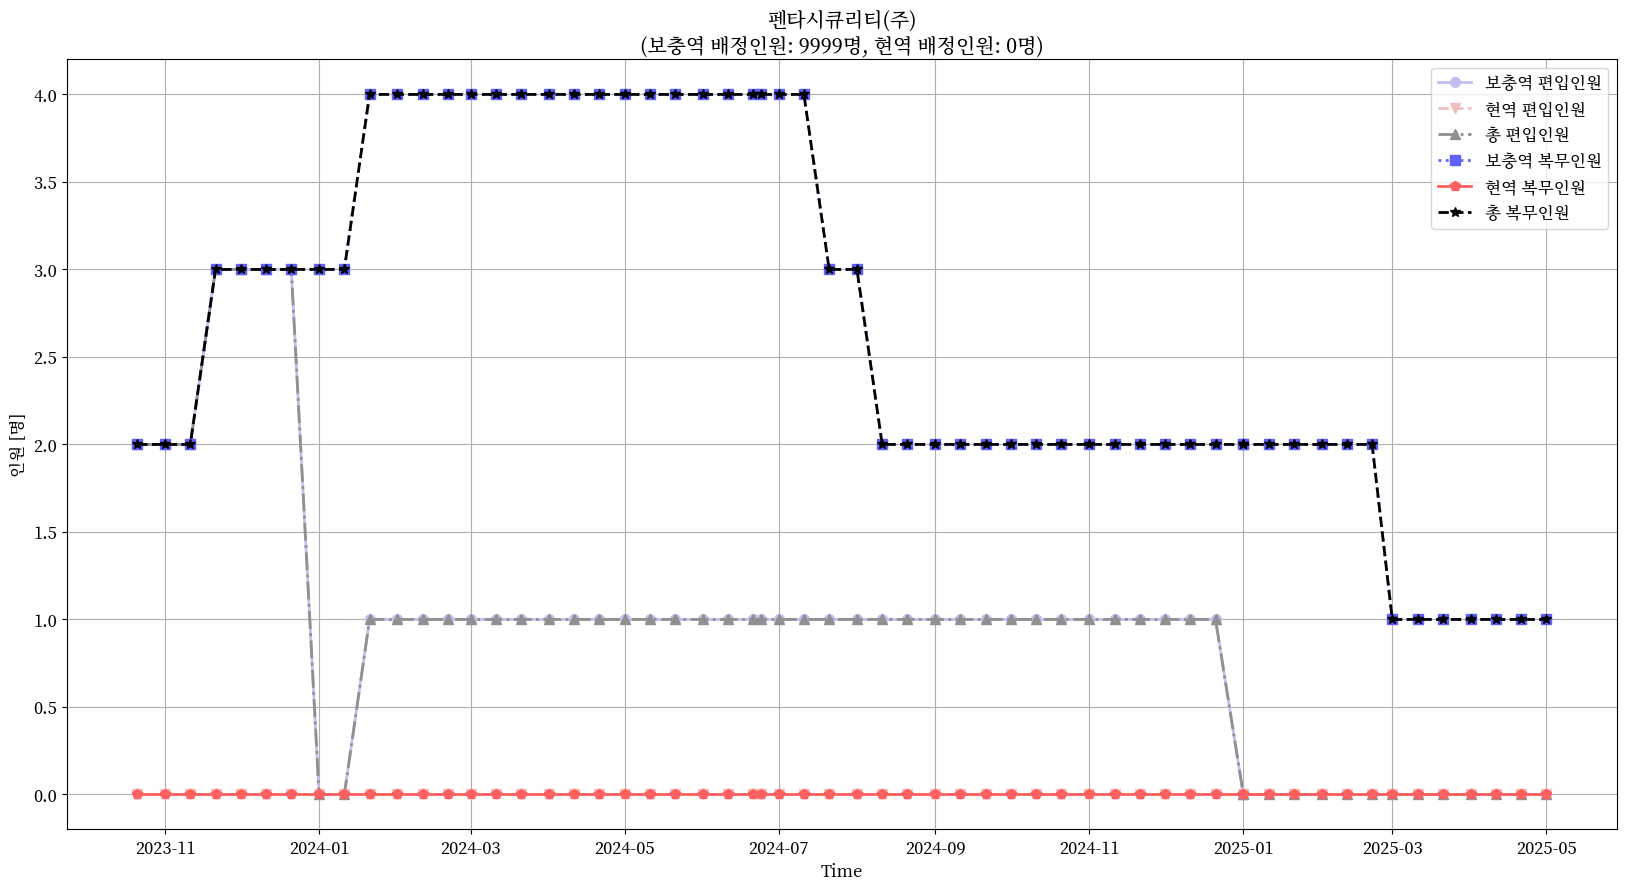 펜타시큐리티(주)
(보충역 배정인원: 9999명, 현역 배정인원: 0명)
보충역 편입인원
현역 편입인원
총 편입인원
보충역 복무인원
현역 복무인원
총 복무인원
인원 [명]
4.0
3.5
3.0
2.5
2.0
1.5
1.0
0.5
0.0
2023-11
2024-01
2024-03
2024-05
2024-07
2024-09
2024-11
2025-01
2025-03
2025-05
Time